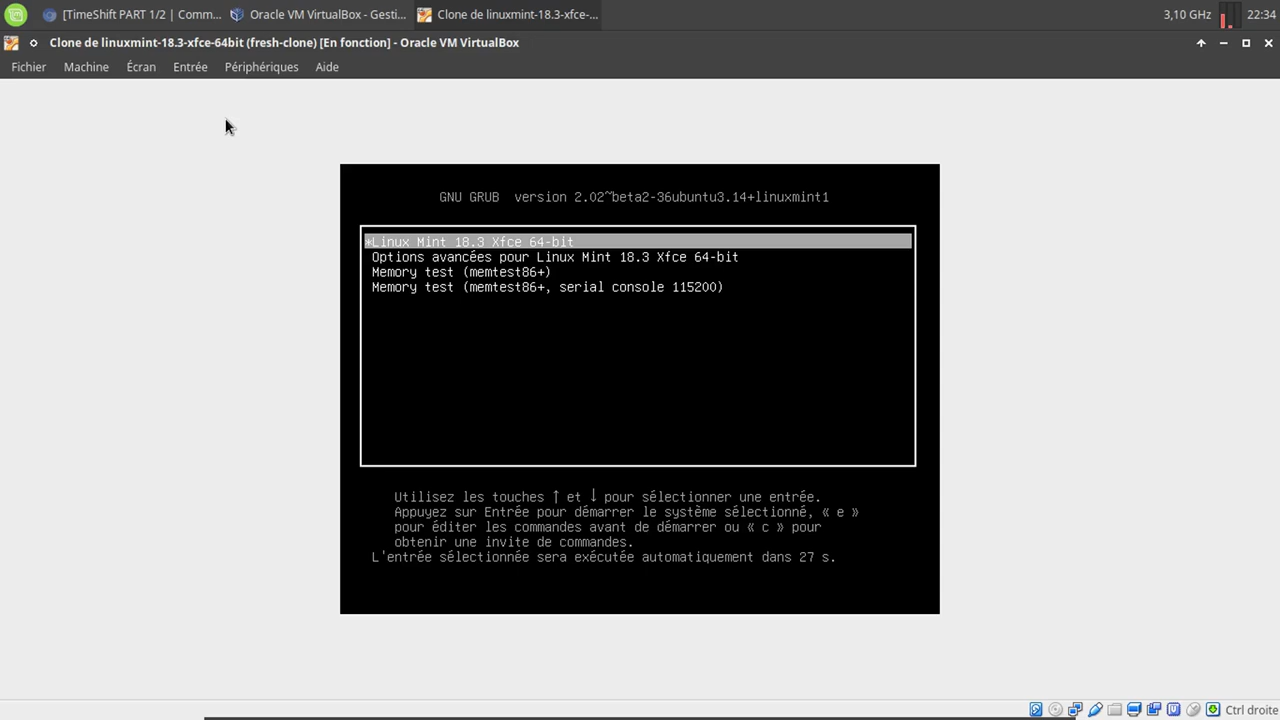 [TimeShift PART 1/2 | Comm...
Oracle VM VirtualBox - Gesti...
Clone de linuxmint-18.3-xfce-...
3,10 GHz
22:34
Clone de linuxmint-18.3-xfce-64bit (fresh-clone) [En fonction] - Oracle VM VirtualBox
Fichier Machine Écran Entrée Périphériques Aide
GNU GRUB version 2.02~beta2-36ubuntu3.14+linuxmint1
*Linux Mint 18.3 Xfce 64-bit
Options avancées pour Linux Mint 18.3 Xfce 64-bit
Memory test (memtest86+)
Memory test (memtest86+, serial console 115200)
Utilisez les touches ↑ et ↓ pour sélectionner une entrée.
Appuyez sur Entrée pour démarrer le système sélectionné, « e »
pour éditer les commandes avant de démarrer ou « c » pour
obtenir une invite de commandes.
L'entrée sélectionnée sera exécutée automatiquement dans 27 s.
Ctrl droite